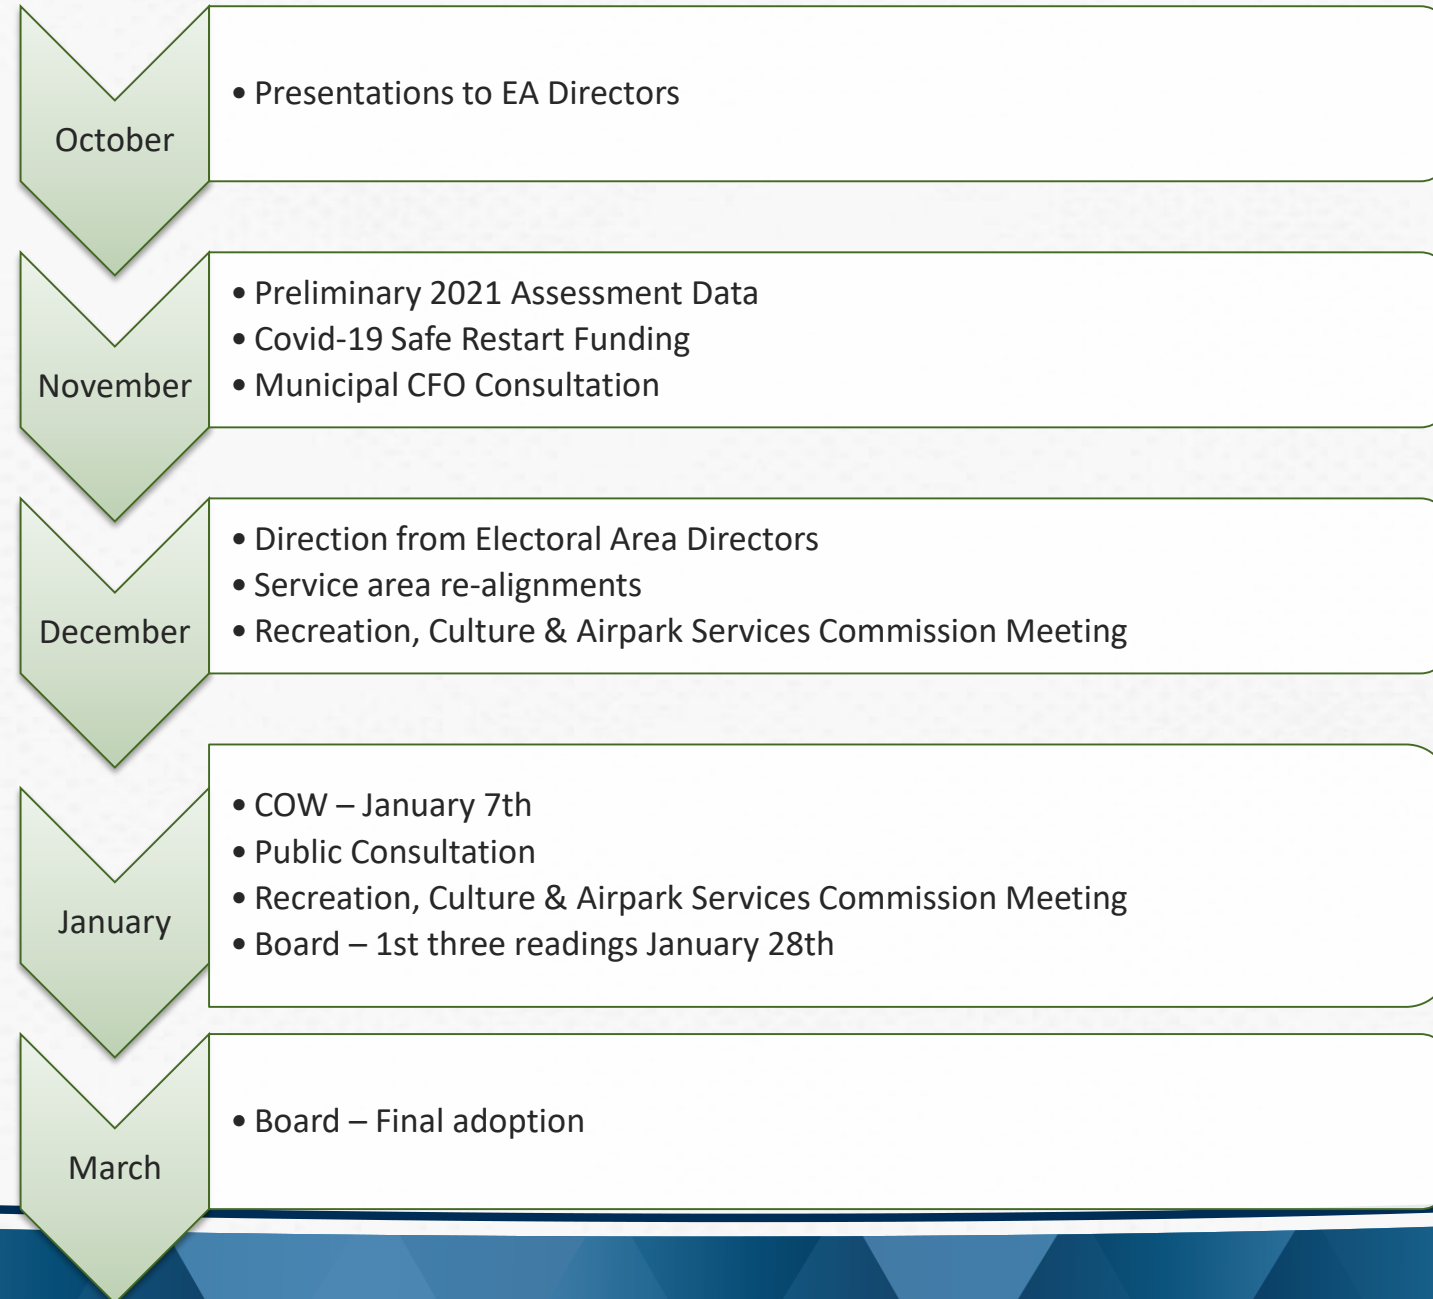 October
• Presentations to EA Directors
November
• Preliminary 2021 Assessment Data
• Covid-19 Safe Restart Funding
• Municipal CFO Consultation
December
• Direction from Electoral Area Directors
• Service area re-alignments
• Recreation, Culture & Airpark Services Commission Meeting
January
• COW – January 7th
• Public Consultation
• Recreation, Culture & Airpark Services Commission Meeting
• Board – 1st three readings January 28th
March
• Board – Final adoption